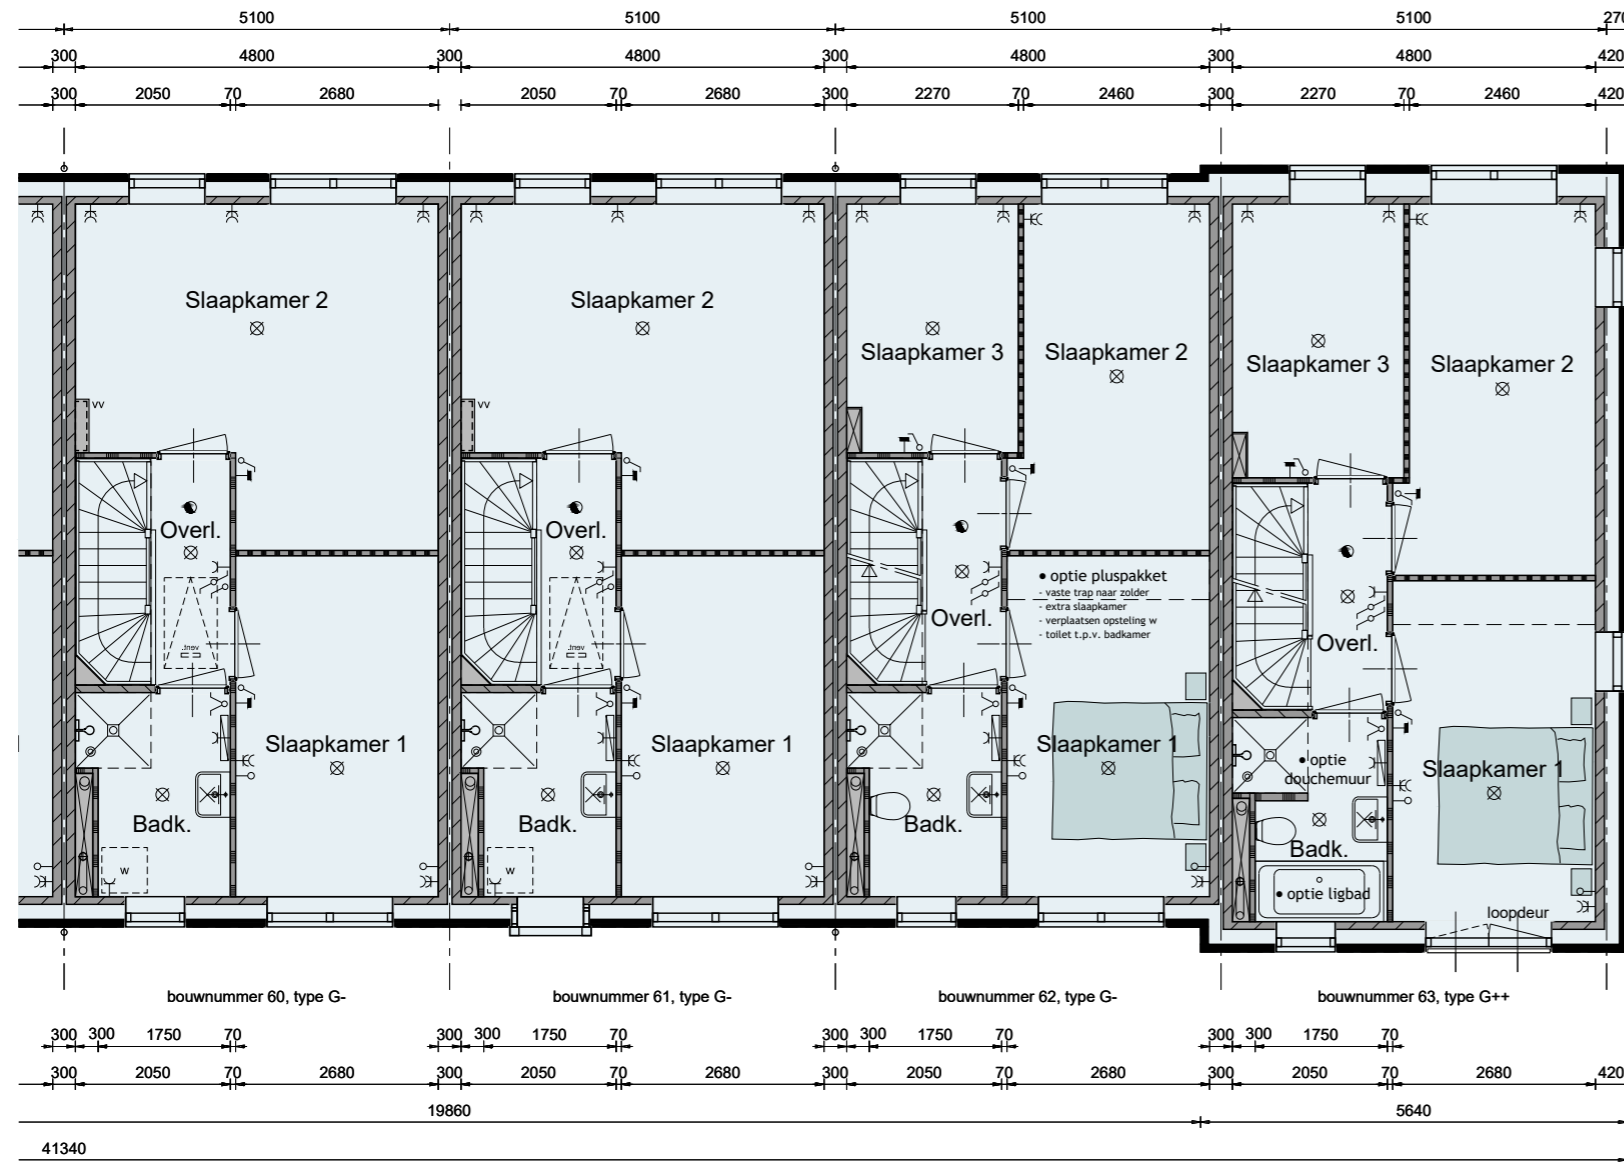 5100 5100 5100 5100 270
300 4800 300 4800 300 4800 300 4800 420
300 2050 70 2680 2050 70 2680 300 2270 70 2460 300 2270 70 2460 420
Slaapkamer 2
Slaapkamer 2
Slaapkamer 3
Slaapkamer 2
Slaapkamer 3
Slaapkamer 2
vv
vv
Overl.
Overl.
Overl.
Overl.
vent.
vent.
• optie pluspakket
- vaste trap naar zolder
- extra slaapkamer
- verplaatsen opsteling w
- toilet t.p.v. badkamer
Slaapkamer 1
Slaapkamer 1
Slaapkamer 1
Slaapkamer 1
• optie
douchemuur
Badk.
Badk.
Badk.
Badk.
w
w
• optie ligbad
loopdeur
bouwnummer 60, type G- bouwnummer 61, type G- bouwnummer 62, type G- bouwnummer 63, type G++
300 300 1750 70 300 300 1750 70 300 300 1750 70 300 300 1750 70
300 2050 70 2680 300 2050 70 2680 300 2050 70 2680 300 2050 70 2680 420
19860 5640
41340